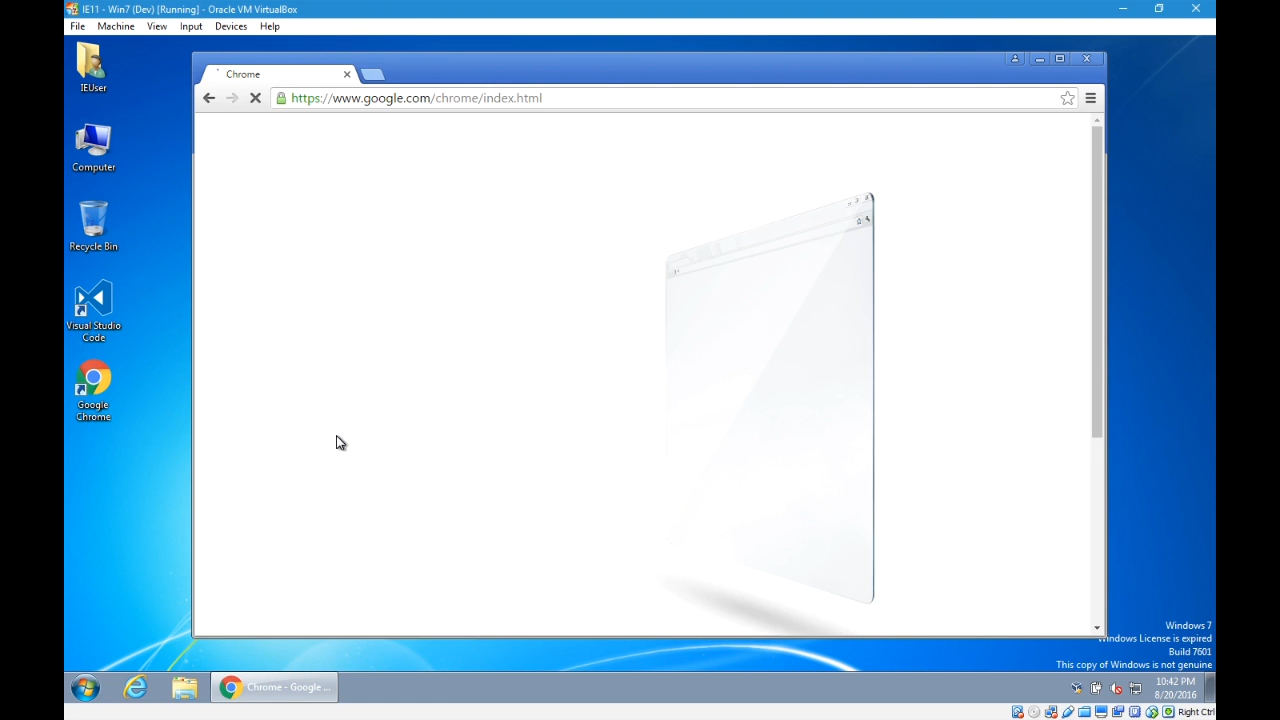 IE11 - Win7 (Dev) [Running] - Oracle VM VirtualBox
File Machine View Input Devices Help
IEUser
Computer
Recycle Bin
Visual Studio
Code
Google
Chrome
Chrome
https://www.google.com/chrome/index.html
Windows 7
Windows License is expired
Build 7601
This copy of Windows is not genuine
Chrome - Google ...
10:42 PM
8/20/2016
Right Ctrl